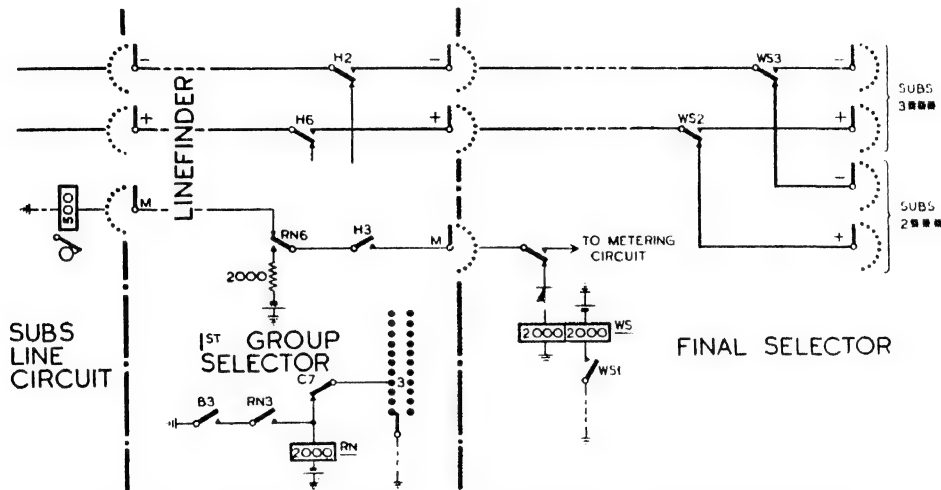 H2
WS3
SUBS
3
H6
WS2
LINEFINDER
500
M
RN6
H3
M
TO METERING
CIRCUIT
SUBS
2
2000
SUBS
LINE
CIRCUIT
1ST GROUP
SELECTOR
C7
3
2000
2000
WS
WS1
FINAL SELECTOR
B3
RN3
2000
RN